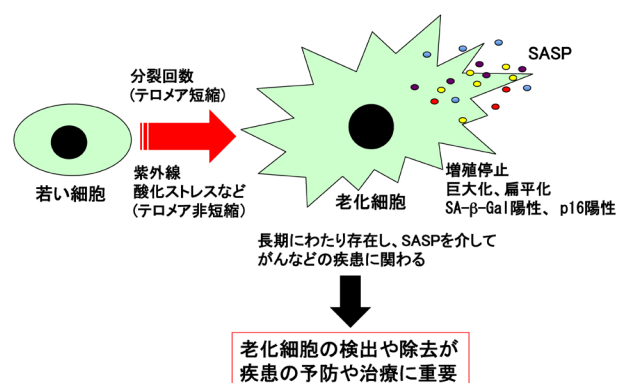 SASP
分裂回数
(テロメア短縮)
紫外線
酸化ストレスなど
(テロメア非短縮)
若い細胞
老化細胞
増殖停止
巨大化、扁平化
SA-β-Gal陽性、 p16陽性
長期にわたり存在し、SASPを介して
がんなどの疾患に関わる
老化細胞の検出や除去が
疾患の予防や治療に重要